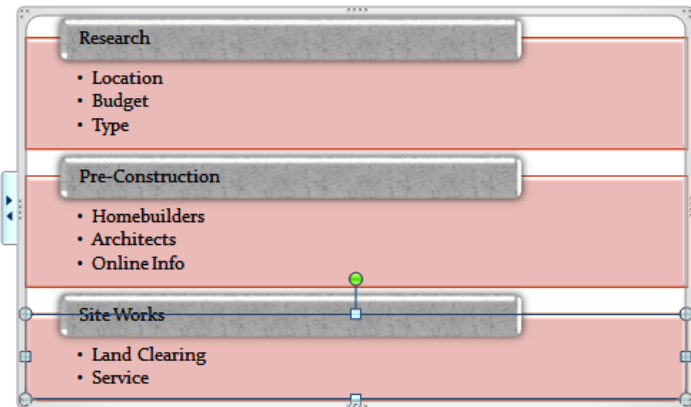 Research
• Location
• Budget
• Type
Pre-Construction
• Homebuilders
• Architects
• Online Info
Site Works
• Land Clearing
• Service